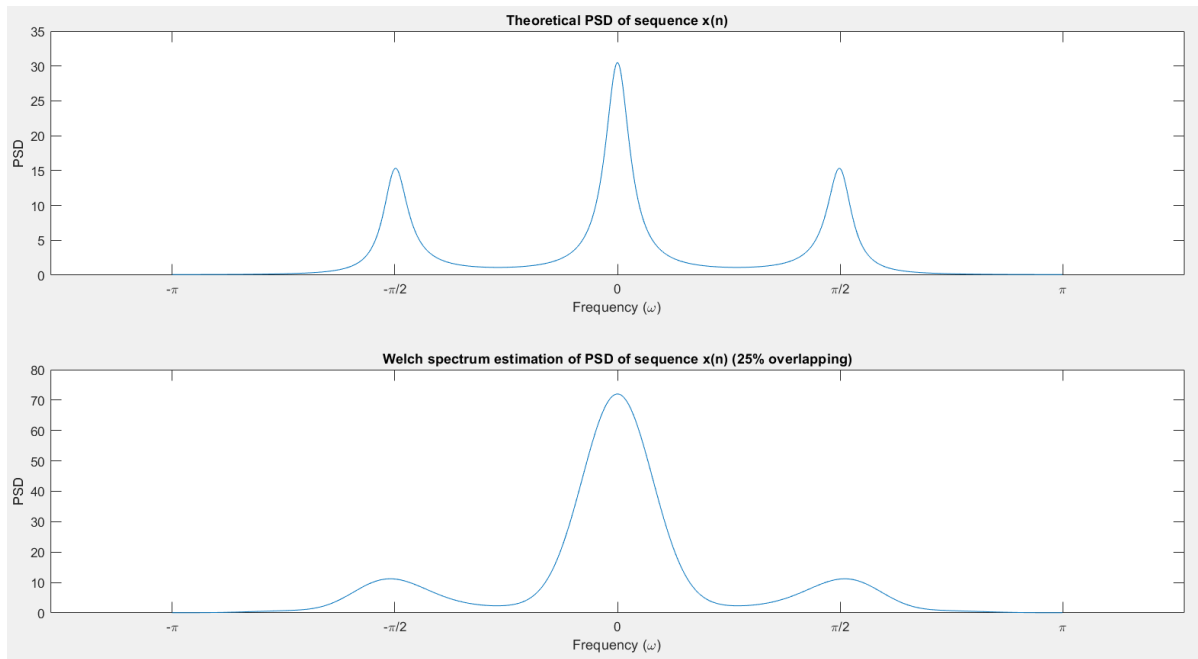 Theoretical PSD of sequence x(n)
35
30
25
20
15
10
5
0
PSD
-π
-π/2
0
π/2
π
Frequency (ω)
Welch spectrum estimation of PSD of sequence x(n) (25% overlapping)
80
70
60
50
40
30
20
10
0
PSD
-π
-π/2
0
π/2
π
Frequency (ω)